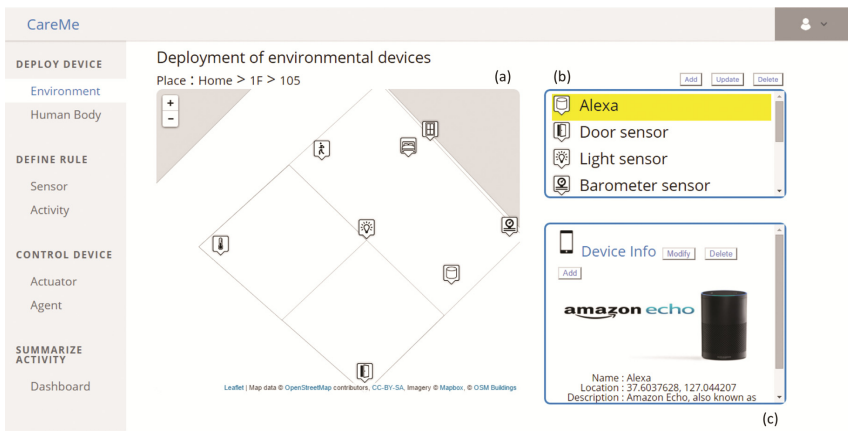 CareMe
DEPLOY DEVICE
Environment
Human Body
DEFINE RULE
Sensor
Activity
CONTROL DEVICE
Actuator
Agent
SUMMARIZE
ACTIVITY
Dashboard
Deployment of environmental devices
Place : Home > 1F > 105
(a)
+
-
Leaflet | Map data © OpenStreetMap contributors, CC-BY-SA, Imagery © Mapbox, © OSM Buildings
(b)
Add Update Delete
Alexa
Door sensor
Light sensor
Barometer sensor
Device Info Modify Delete
Add
amazon echo
Name : Alexa
Location : 37.6037628, 127.044207
Description : Amazon Echo, also known as
(c)